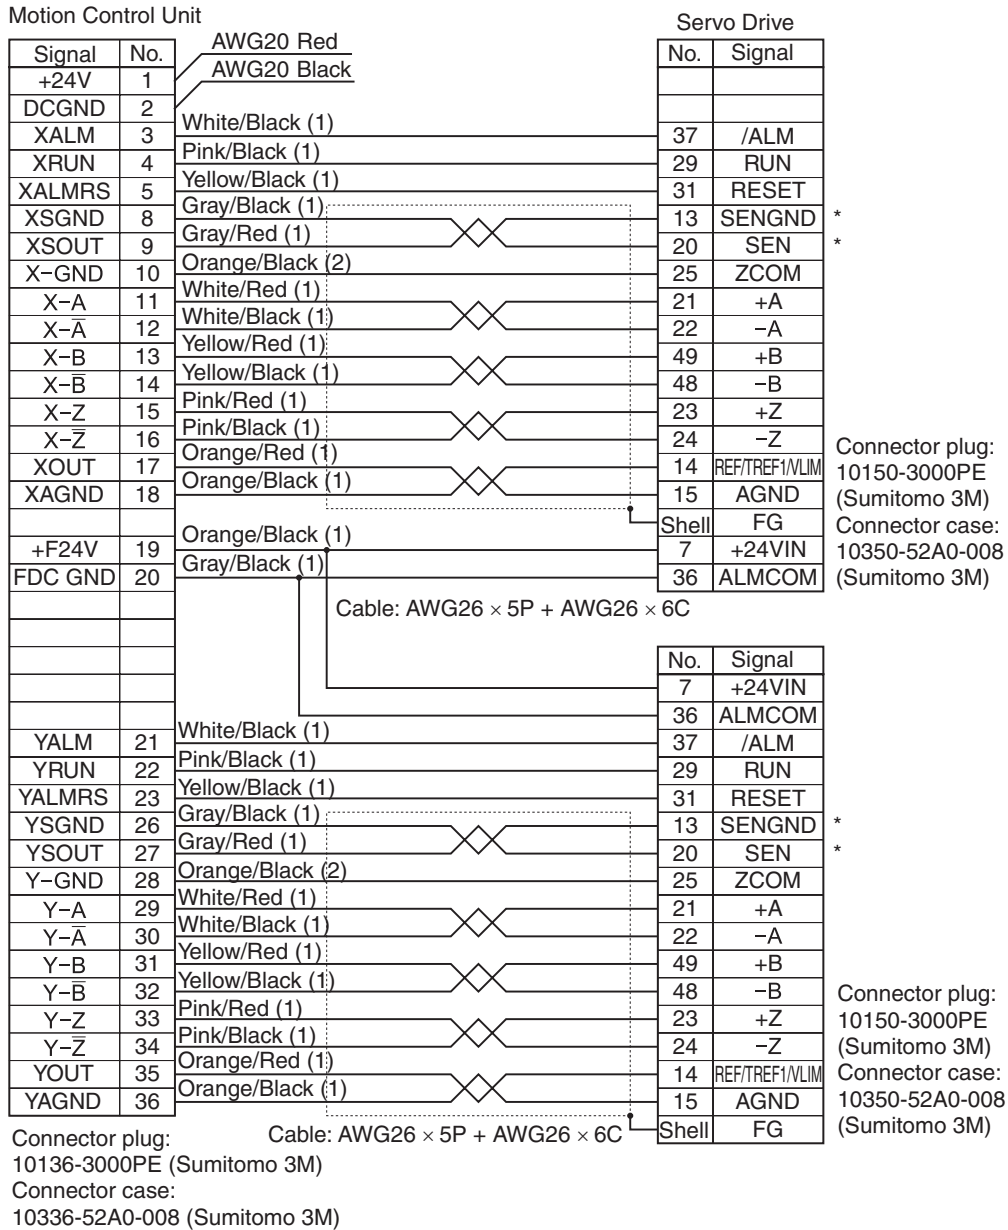 Motion Control Unit
Servo Drive
Signal No. AWG20 Red No. Signal
+24V 1 AWG20 Black
DCGND 2
XALM 3 White/Black (1) 37 /ALM
XRUN 4 Pink/Black (1) 29 RUN
XALMRS 5 Yellow/Black (1) 31 RESET
XSGND 8 Gray/Black (1) 13 SENGND *
XSOUT 9 Gray/Red (1) 20 SEN *
X−GND 10 Orange/Black (2) 25 ZCOM
X−A 11 White/Red (1) 21 +A
X−A̅ 12 White/Black (1) 22 −A
X−B 13 Yellow/Red (1) 49 +B
X−B̅ 14 Yellow/Black (1) 48 −B
X−Z 15 Pink/Red (1) 23 +Z
X−Z̅ 16 Pink/Black (1) 24 −Z
XOUT 17 Orange/Red (1) 14 REF/TREF1/VLIM
XAGND 18 Orange/Black (1) 15 AGND
Shell FG
+F24V 19 Orange/Black (1) 7 +24VIN
FDC GND 20 Gray/Black (1) 36 ALMCOM
Connector plug:
10150-3000PE
(Sumitomo 3M)
Connector case:
10350-52A0-008
(Sumitomo 3M)
Cable: AWG26 × 5P + AWG26 × 6C
No. Signal
7 +24VIN
36 ALMCOM
YALM 21 White/Black (1) 37 /ALM
YRUN 22 Pink/Black (1) 29 RUN
YALMRS 23 Yellow/Black (1) 31 RESET
YSGND 26 Gray/Black (1) 13 SENGND *
YSOUT 27 Gray/Red (1) 20 SEN *
Y−GND 28 Orange/Black (2) 25 ZCOM
Y−A 29 White/Red (1) 21 +A
Y−A̅ 30 White/Black (1) 22 −A
Y−B 31 Yellow/Red (1) 49 +B
Y−B̅ 32 Yellow/Black (1) 48 −B
Y−Z 33 Pink/Red (1) 23 +Z
Y−Z̅ 34 Pink/Black (1) 24 −Z
YOUT 35 Orange/Red (1) 14 REF/TREF1/VLIM
YAGND 36 Orange/Black (1) 15 AGND
Shell FG
Connector plug:
10150-3000PE
(Sumitomo 3M)
Connector case:
10350-52A0-008
(Sumitomo 3M)
Cable: AWG26 × 5P + AWG26 × 6C
Connector plug:
10136-3000PE (Sumitomo 3M)
Connector case:
10336-52A0-008 (Sumitomo 3M)